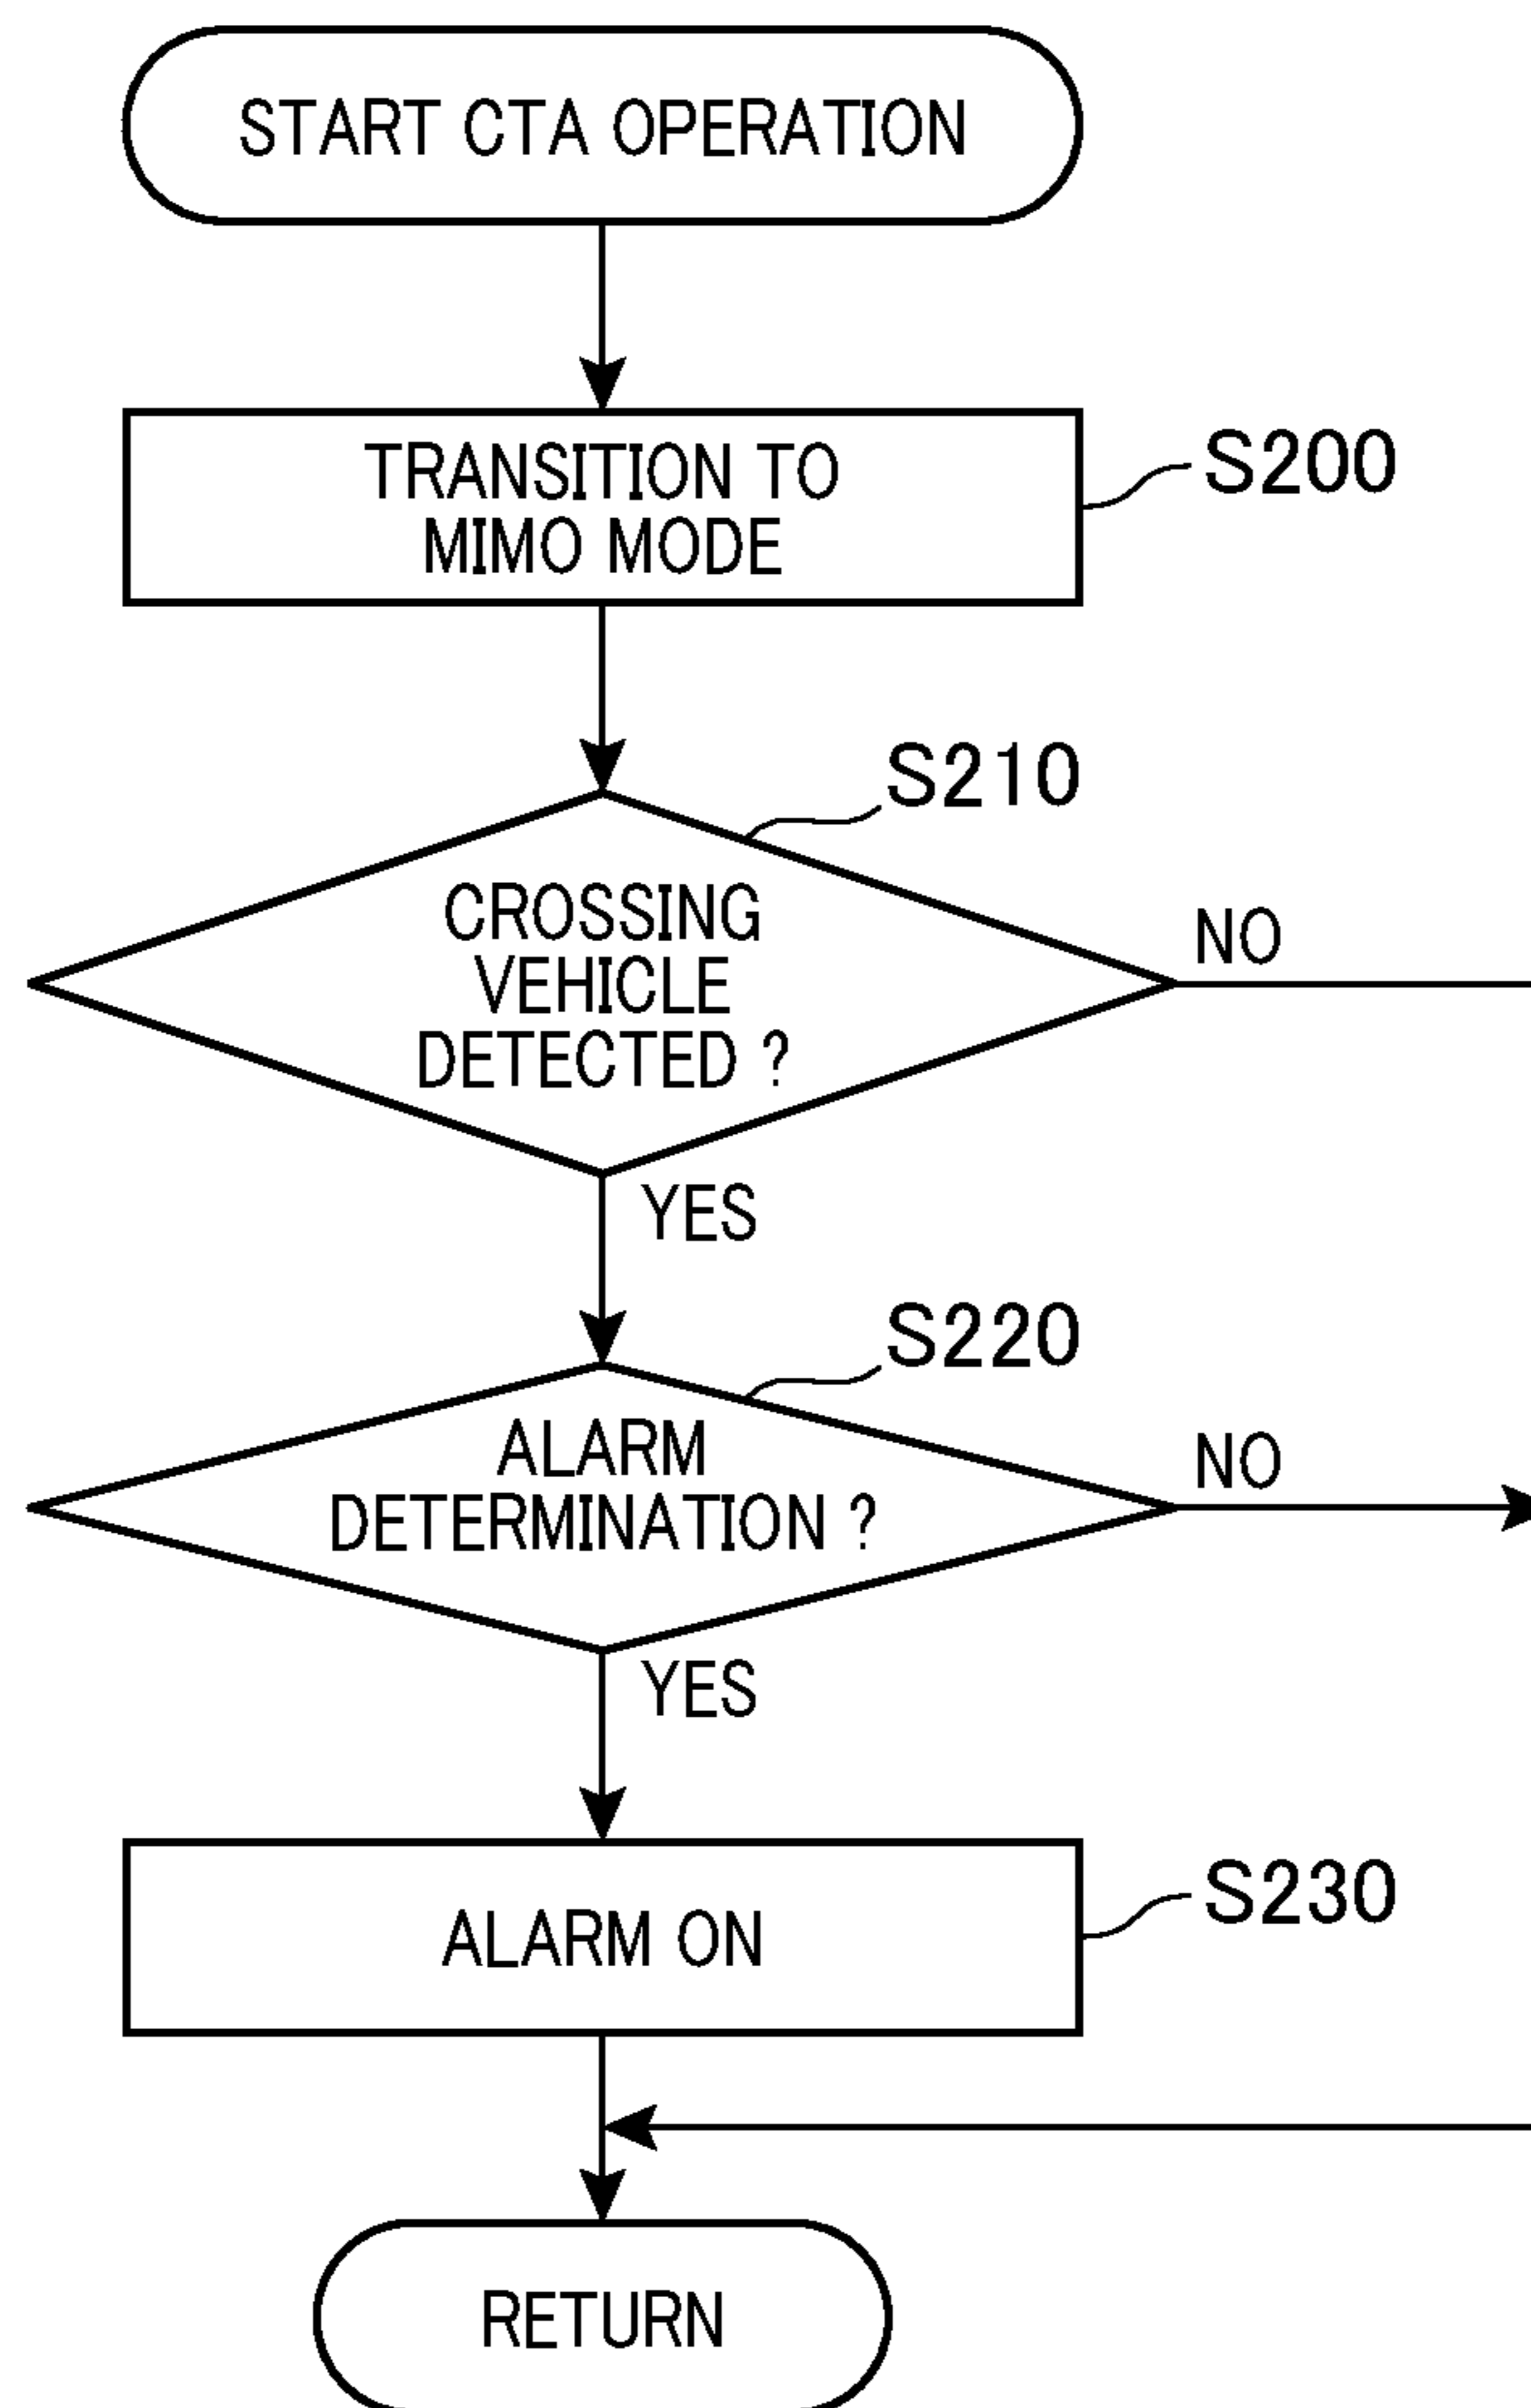 START CTA OPERATION
TRANSITION TO
MIMO MODE
S200
S210
CROSSING
VEHICLE
DETECTED ?
NO
YES
S220
ALARM
DETERMINATION ?
NO
YES
ALARM ON
S230
RETURN